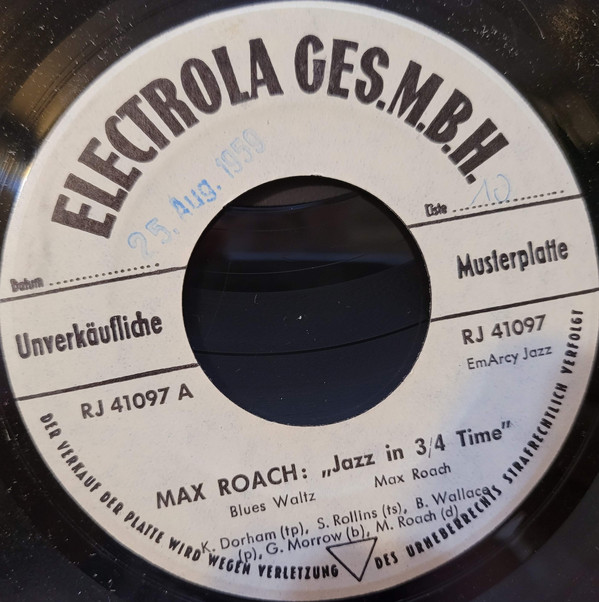 ELECTROLA GES.M.B.H.
25. Aug. 1959
Datum
Liste 10
Unverkäufliche Musterplatte
RJ 41097 A
RJ 41097
EmArcy Jazz
MAX ROACH: „Jazz in 3/4 Time"
Blues Waltz Max Roach
K. Dorham (tp), S. Rollins (ts), B. Wallace
(p), G. Morrow (b), M. Roach (d)
DER VERKAUF DER PLATTE WIRD WEGEN VERLETZUNG DES URHEBERRECHTS STRAFRECHTLICH VERFOLGT